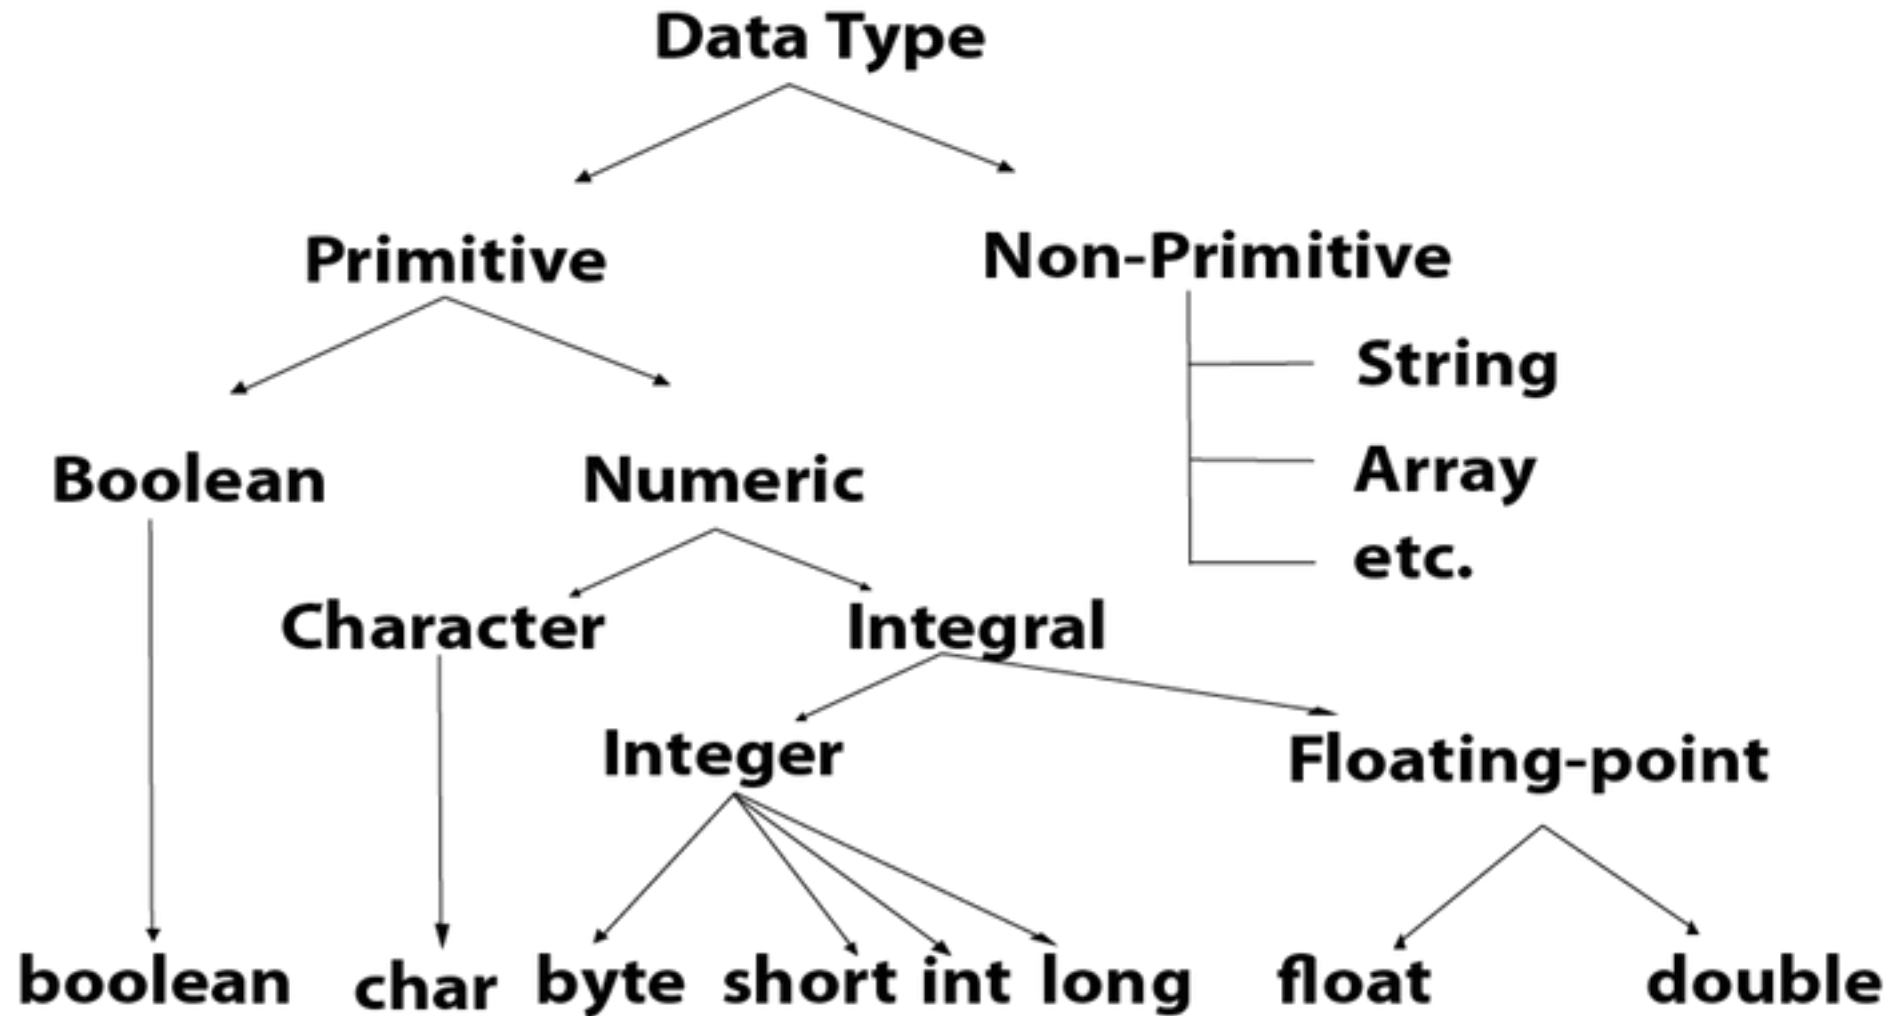 Data Type
Primitive
Non-Primitive
String
Array
etc.
Boolean
Numeric
Character
Integral
Integer
Floating-point
boolean
char
byte
short
int
long
float
double